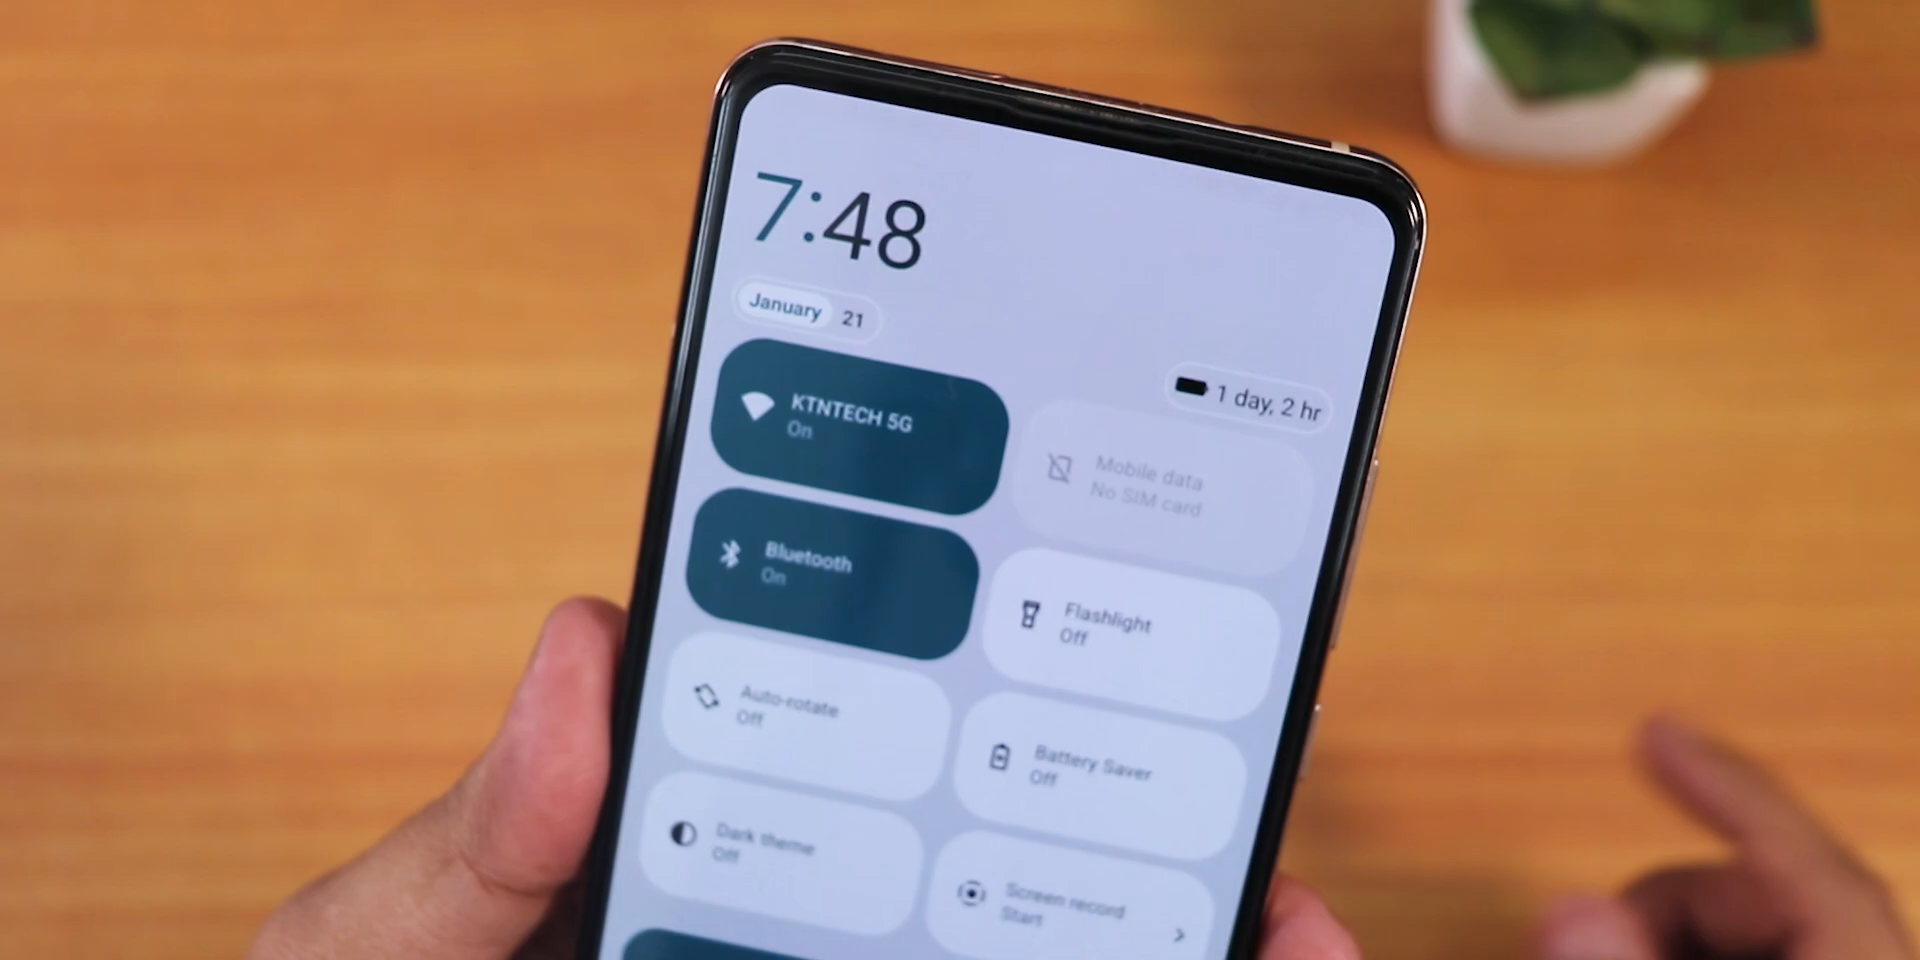 7:48
January 21
1 day, 2 hr
KTNTECH 5G
On
Mobile data
No SIM card
Bluetooth
On
Flashlight
Off
Auto-rotate
Off
Battery Saver
Off
Dark theme
Off
Screen record
Start